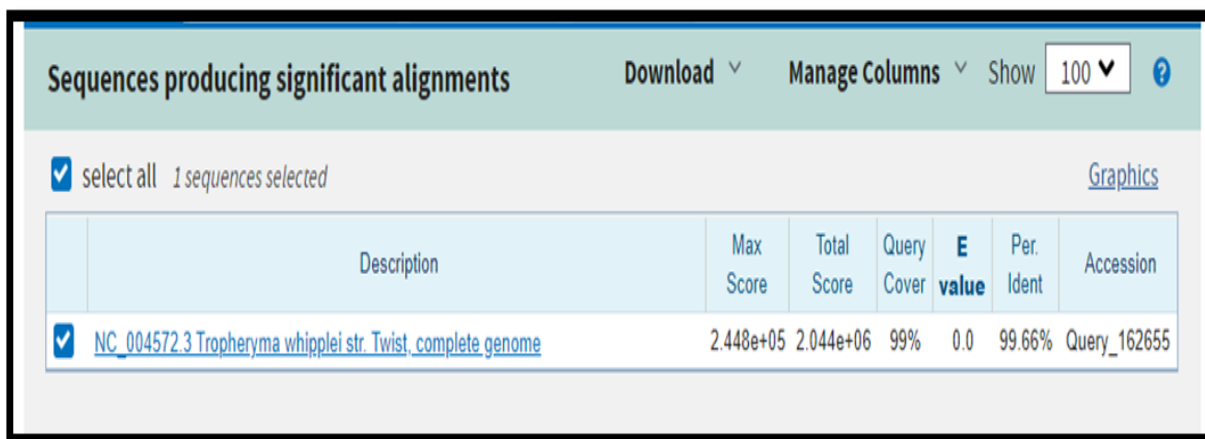 Sequences producing significant alignments Download Manage Columns Show 100 ?
select all 1 sequences selected Graphics
Description Max Score Total Score Query Cover E value Per. Ident Accession
NC_004572.3 Tropheryma whipplei str. Twist, complete genome 2.448e+05 2.044e+06 99% 0.0 99.66% Query_162655